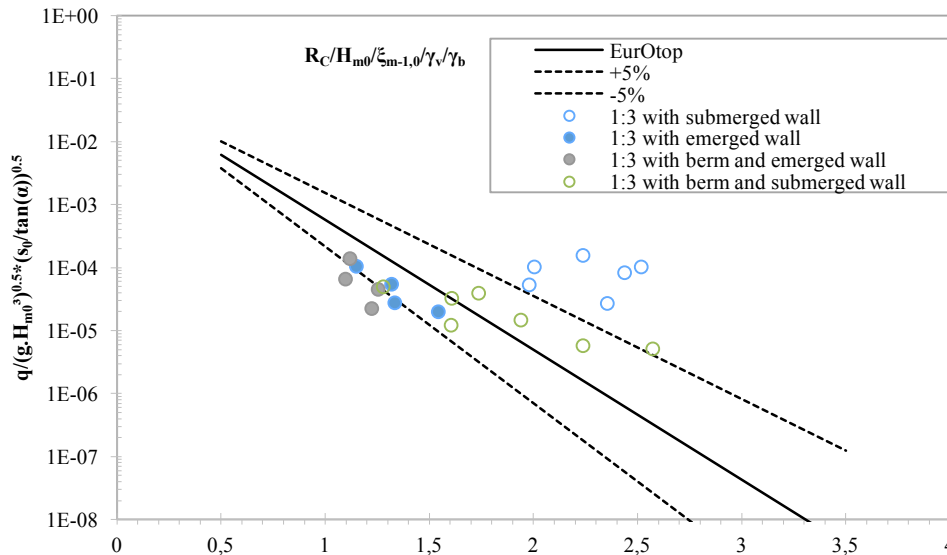 1E+00
1E-01
1E-02
1E-03
1E-04
1E-05
1E-06
1E-07
1E-08
q/(g.Hm0³)^0.5*(s0/tan(α))^0.5
RC/Hm0/ξm-1,0/γv/γb
EurOtop
+5%
-5%
1:3 with submerged wall
1:3 with emerged wall
1:3 with berm and emerged wall
1:3 with berm and submerged wall
0 0,5 1 1,5 2 2,5 3 3,5 4